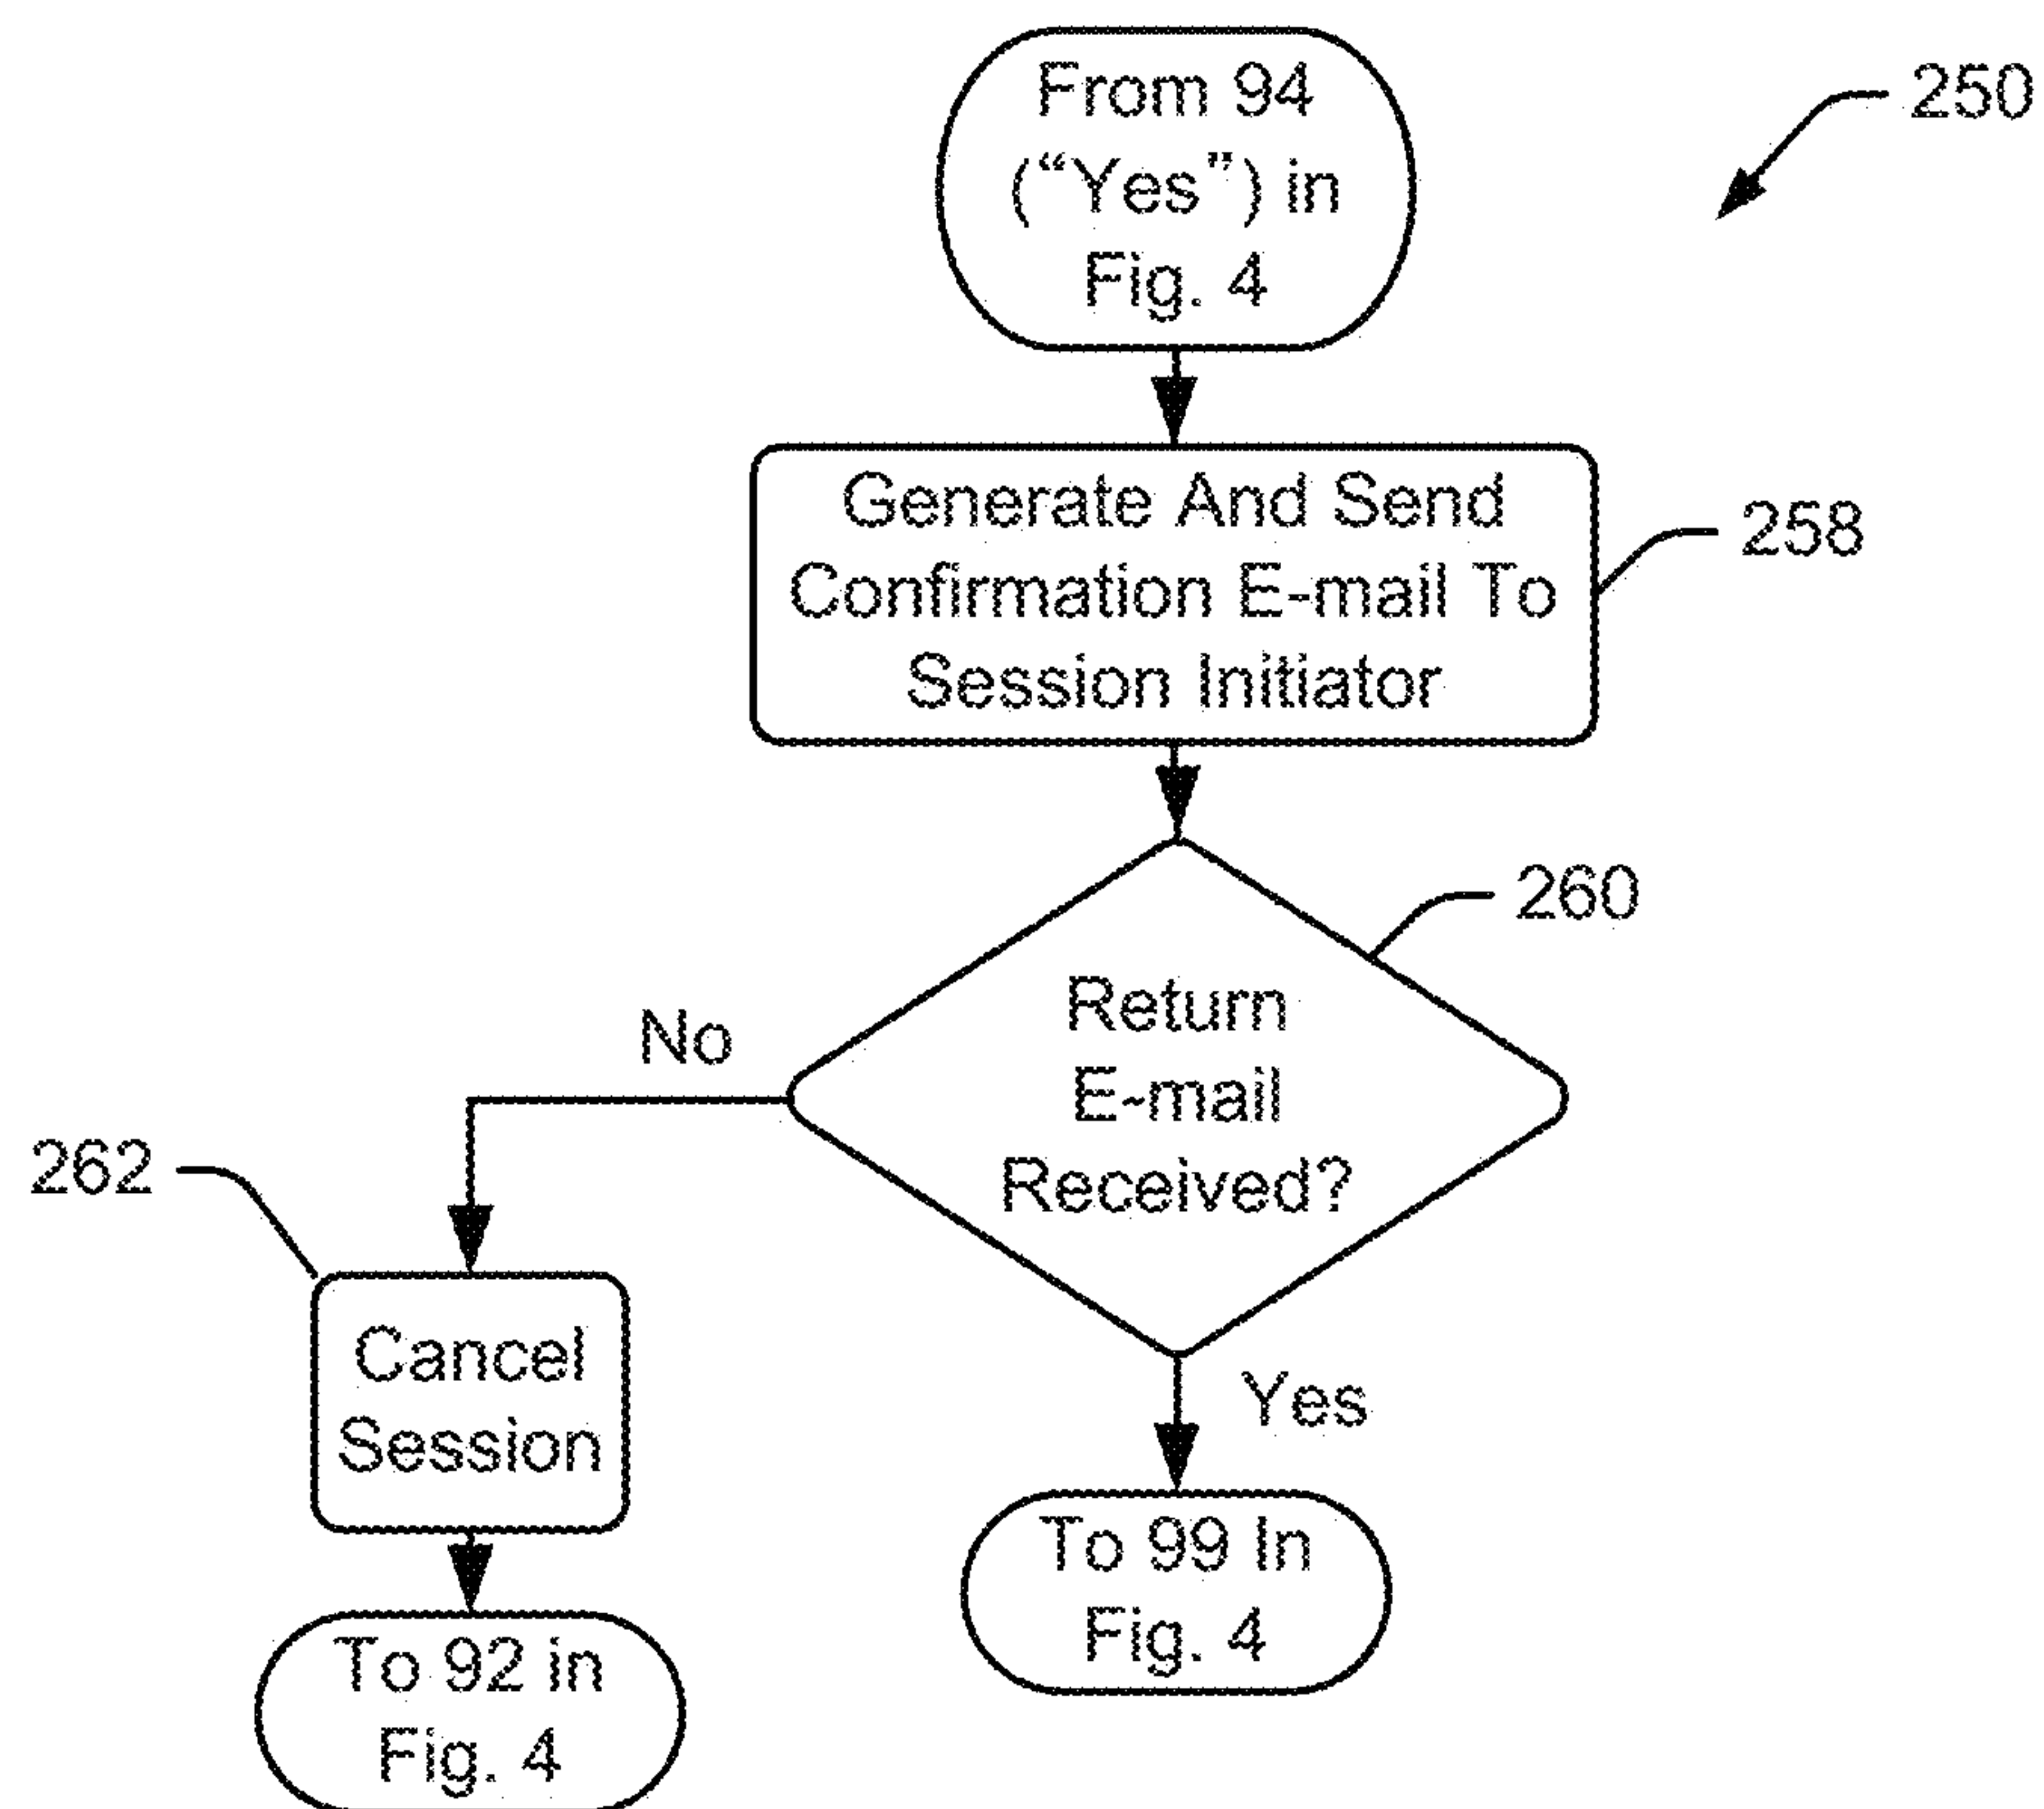 From 94
(“Yes”) in
Fig. 4
250
Generate And Send
Confirmation E-mail To
Session Initiator
258
260
Return
E-mail
Received?
No
262
Cancel
Session
Yes
To 99 In
Fig. 4
To 92 in
Fig. 4